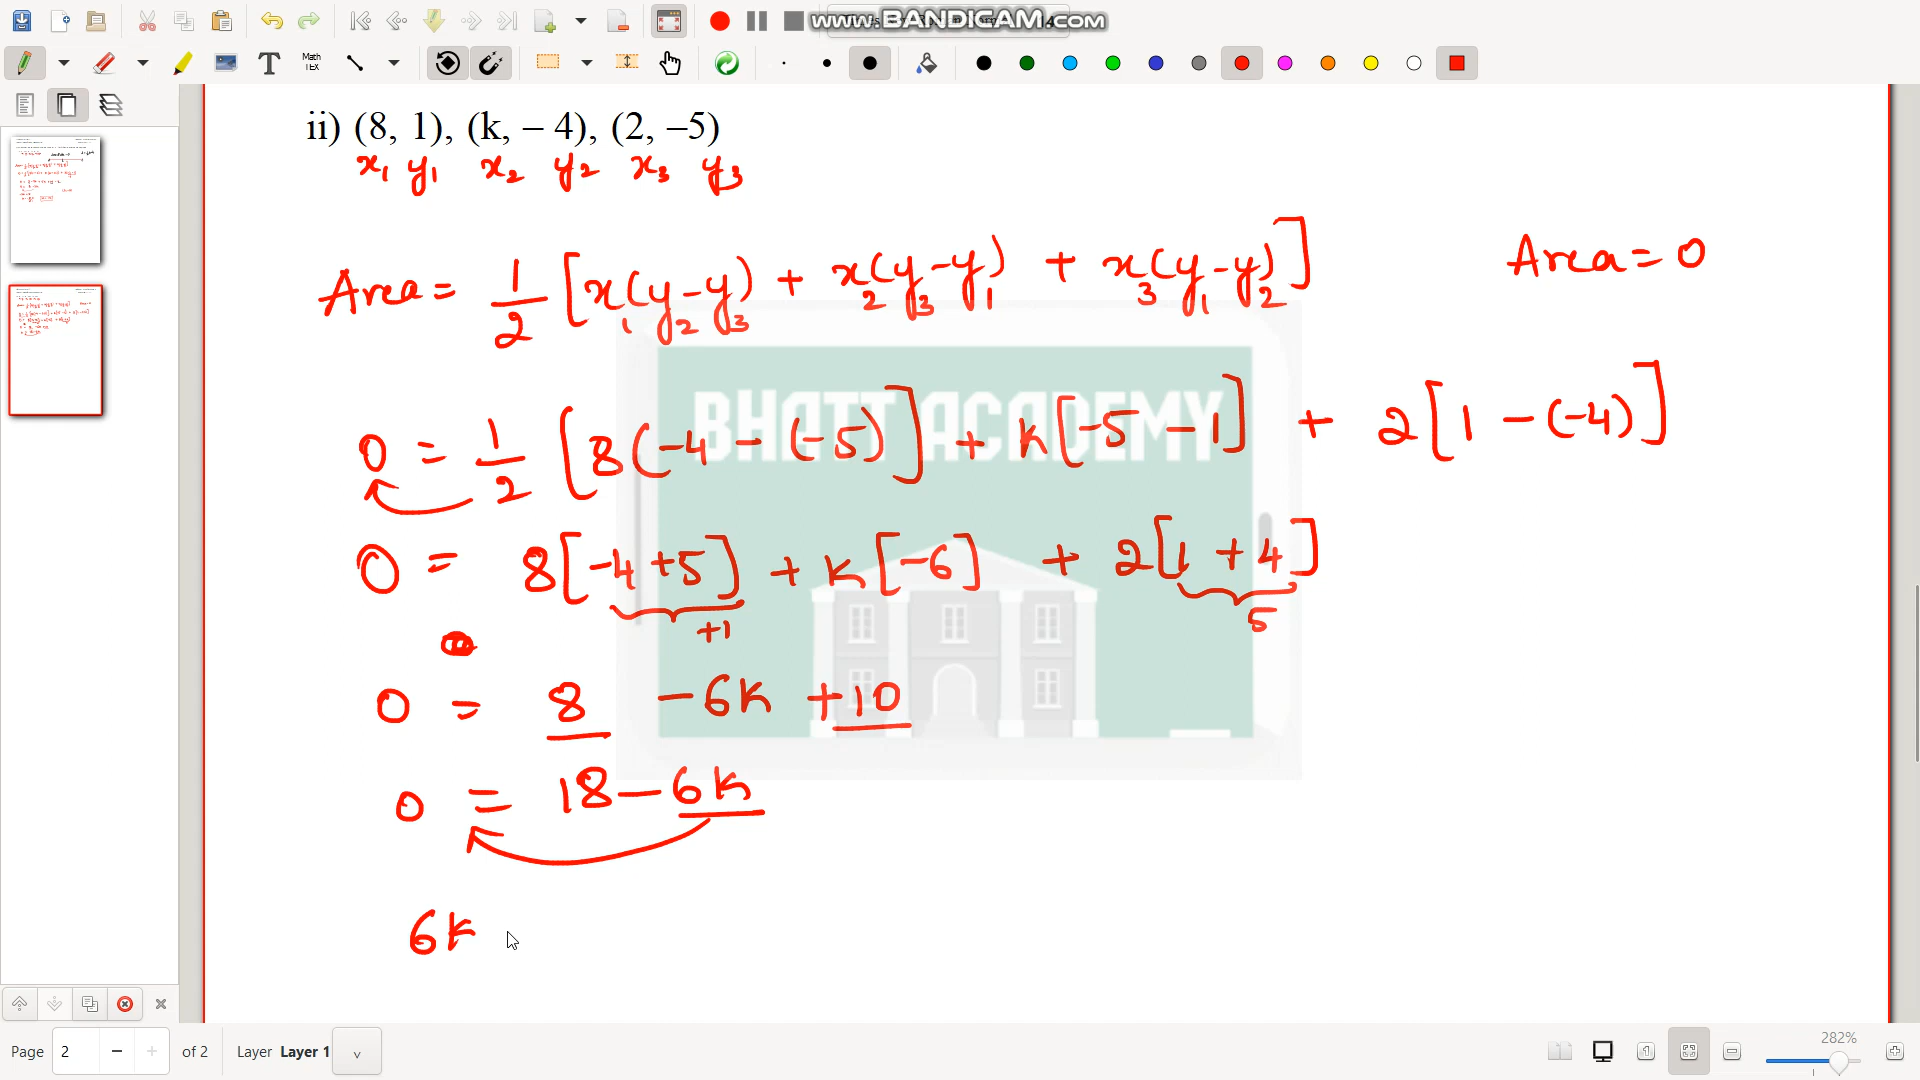 www.BANDICAM.com
Math
TEX
ii) (8, 1), (k, – 4), (2, –5)
x₁ y₁ x₂ y₂ x₃ y₃
Area = 1/2 [x₁(y₂-y₃) + x₂(y₃-y₁) + x₃(y₁-y₂)]
Area = 0
BHATT ACADEMY
0 = 1/2 [8(-4 - (-5)] + k[-5 -1] + 2[1 - (-4)]
0 = 8[-4+5] + k[-6] + 2[1 + 4]
+1
5
0 = 8 -6k +10
0 = 18 - 6k
6k
Page 2 of 2 Layer Layer 1
282%